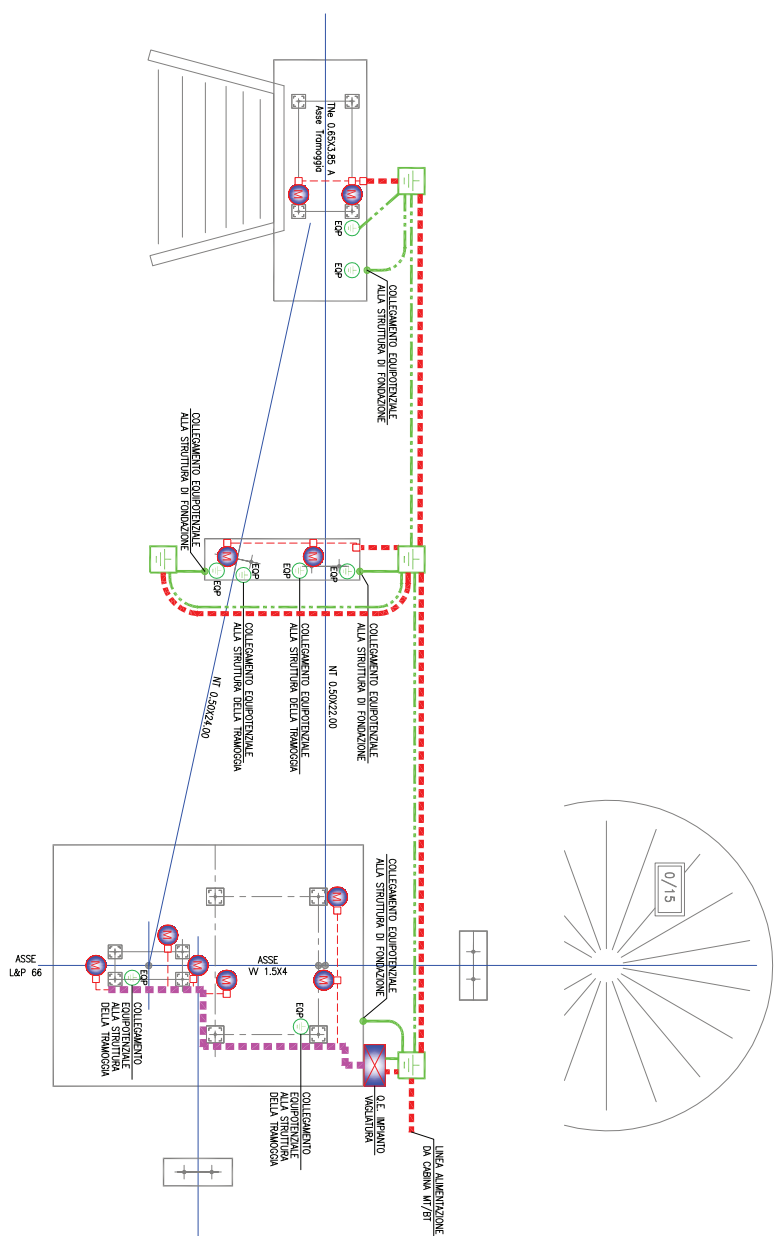 TNe 0.65X3.85 A
Asse Tramoggia
M
M
EQP
EQP
COLLEGAMENTO EQUIPOTENZIALE
ALLA STRUTTURA DI FONDAZIONE
COLLEGAMENTO EQUIPOTENZIALE
ALLA STRUTTURA DI FONDAZIONE
M
M
EQP
EQP
EQP
EQP
COLLEGAMENTO EQUIPOTENZIALE
ALLA STRUTTURA DELLA TRAMOGGIA
COLLEGAMENTO EQUIPOTENZIALE
ALLA STRUTTURA DELLA TRAMOGGIA
COLLEGAMENTO EQUIPOTENZIALE
ALLA STRUTTURA DI FONDAZIONE
NT 0.50X22.00
NT 0.50X24.00
0/15
COLLEGAMENTO EQUIPOTENZIALE
ALLA STRUTTURA DI FONDAZIONE
ASSE
L&P 66
ASSE
VV 1.5X4
M
M
M
M
M
M
EQP
EQP
COLLEGAMENTO
EQUIPOTENZIALE
ALLA STRUTTURA
DELLA TRAMOGGIA
COLLEGAMENTO
EQUIPOTENZIALE
ALLA STRUTTURA
DELLA TRAMOGGIA
Q.E. IMPIANTO
VAGLIATURA
LINEA ALIMENTAZIONE
DA CABINA MT/BT